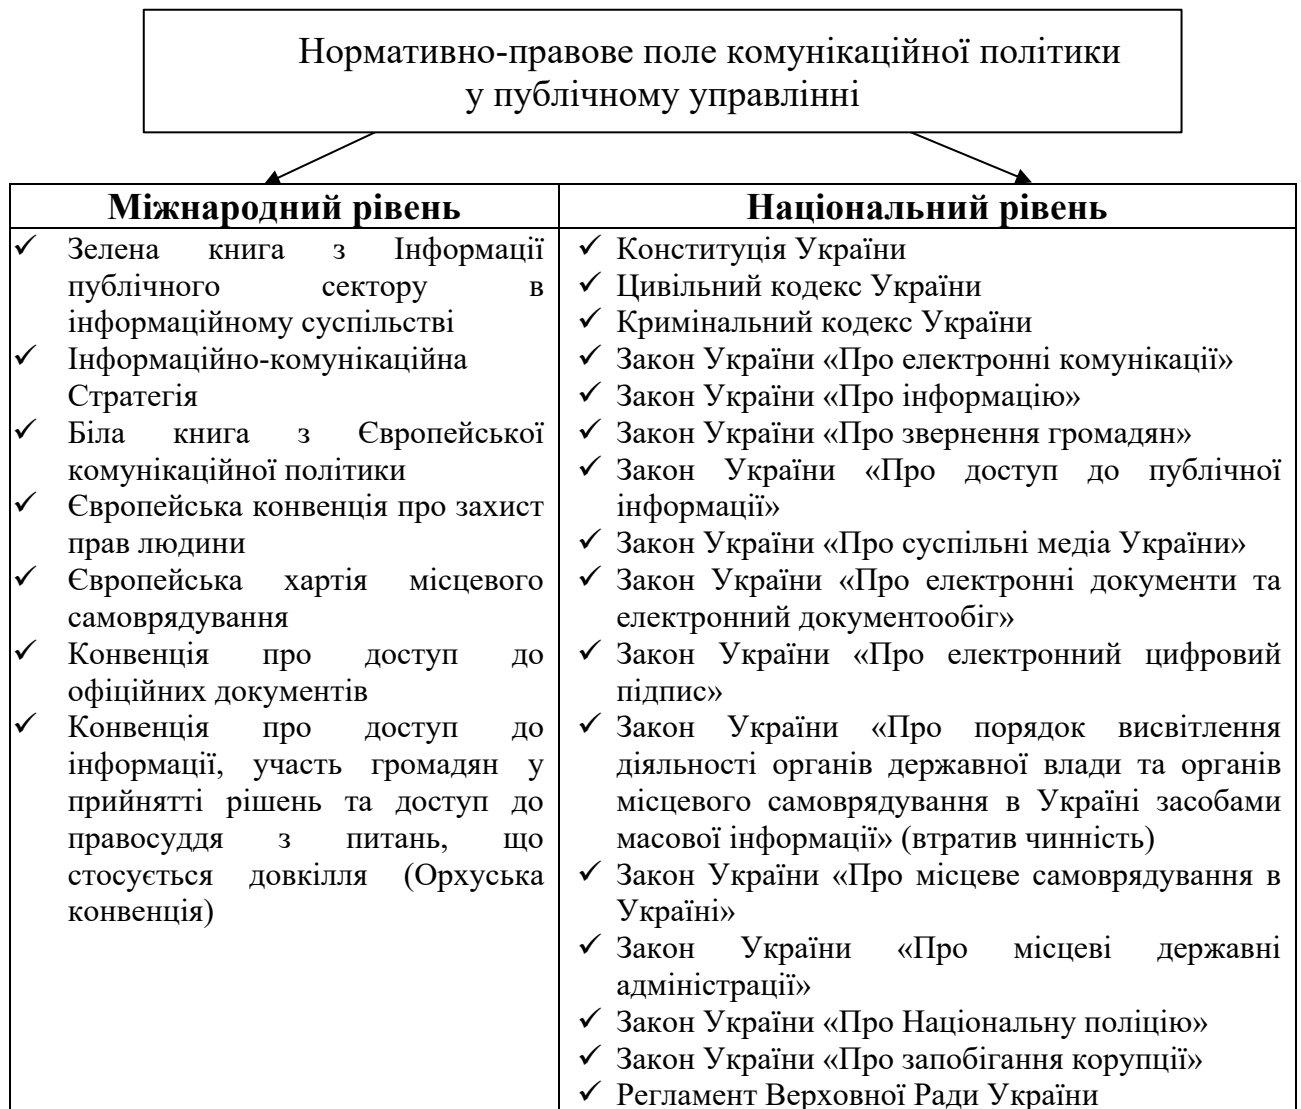 Нормативно-правове поле комунікаційної політики
у публічному управлінні
Міжнародний рівень
Зелена книга з Інформації
публічного сектору в
інформаційному суспільстві
Інформаційно-комунікаційна
Стратегія
Біла книга з Європейської
комунікаційної політики
Європейська конвенція про захист
прав людини
Європейська хартія місцевого
самоврядування
Конвенція про доступ до
офіційних документів
Конвенція про доступ до
інформації, участь громадян у
прийнятті рішень та доступ до
правосуддя з питань, що
стосується довкілля (Орхуська
конвенція)
Національний рівень
Конституція України
Цивільний кодекс України
Кримінальний кодекс України
Закон України «Про електронні комунікації»
Закон України «Про інформацію»
Закон України «Про звернення громадян»
Закон України «Про доступ до публічної
інформації»
Закон України «Про суспільні медіа України»
Закон України «Про електронні документи та
електронний документообіг»
Закон України «Про електронний цифровий
підпис»
Закон України «Про порядок висвітлення
діяльності органів державної влади та органів
місцевого самоврядування в Україні засобами
масової інформації» (втратив чинність)
Закон України «Про місцеве самоврядування в
Україні»
Закон України «Про місцеві державні
адміністрації»
Закон України «Про Національну поліцію»
Закон України «Про запобігання корупції»
Регламент Верховної Ради України